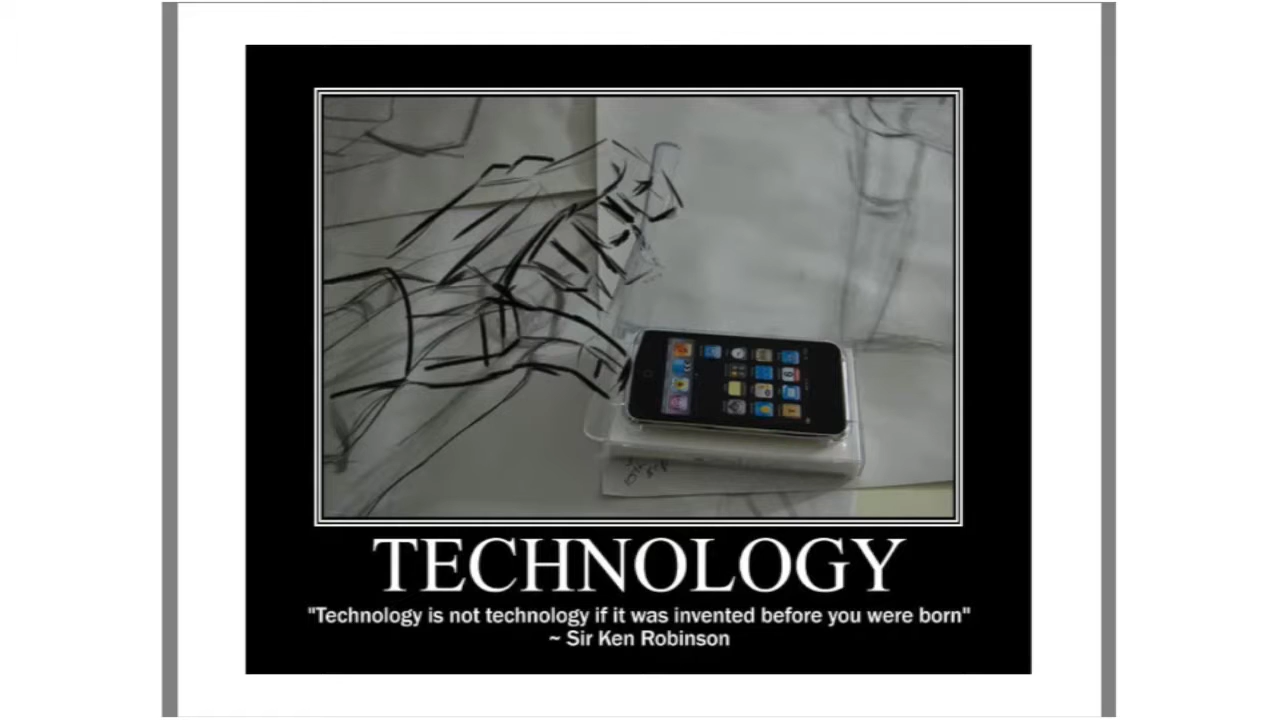 TECHNOLOGY
"Technology is not technology if it was invented before you were born"
~ Sir Ken Robinson